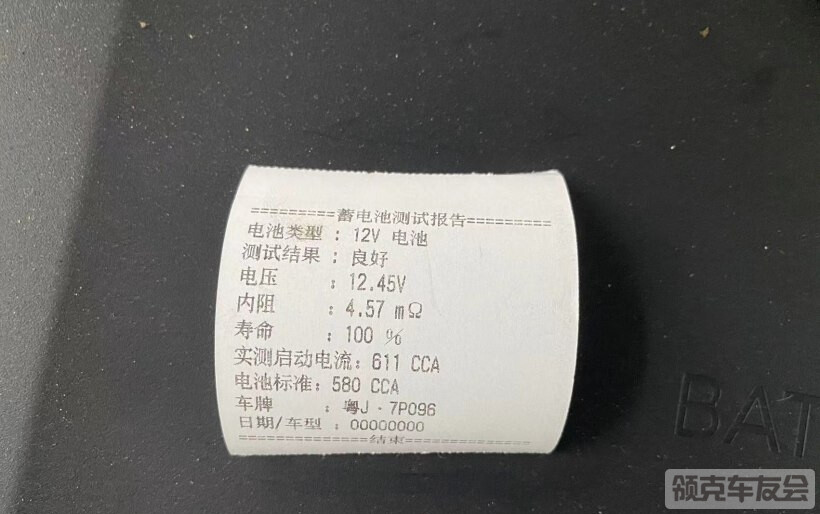 =========蓄电池测试报告=========
电池类型 : 12V 电池
测试结果 : 良好
电压 : 12.45V
内阻 : 4.57 mΩ
寿命 : 100 %
实测启动电流: 611 CCA
电池标准: 580 CCA
车牌 : 粤J·7P096
日期/车型 : 00000000
==============结束================
BAT
领克车友会